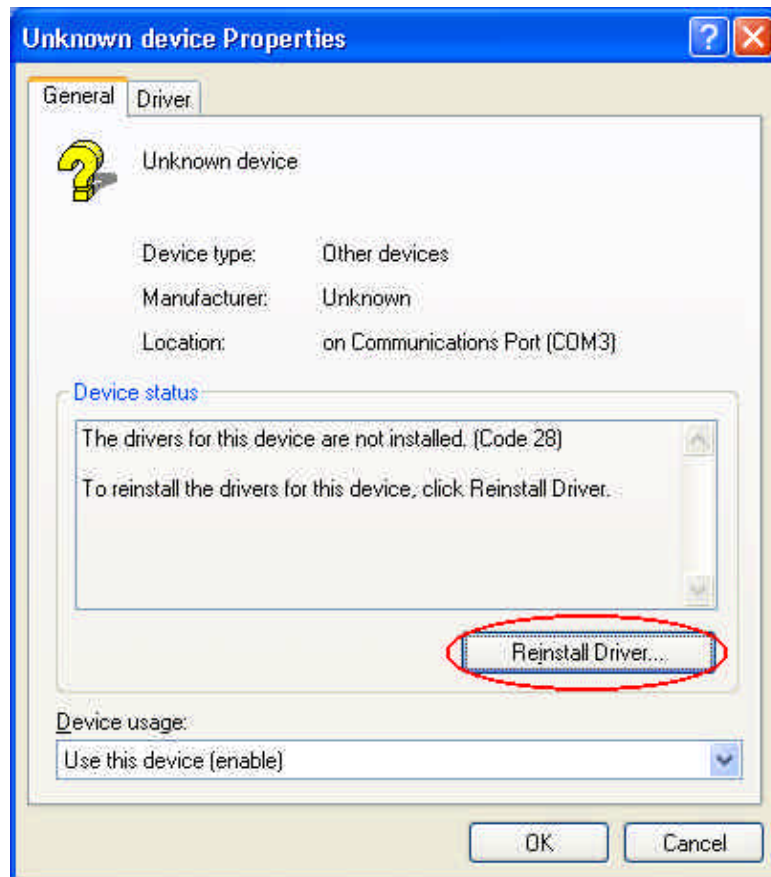 Unknown device Properties
General
Driver
Unknown device
Device type: Other devices
Manufacturer: Unknown
Location: on Communications Port (COM3)
Device status
The drivers for this device are not installed. (Code 28)
To reinstall the drivers for this device, click Reinstall Driver.
Reinstall Driver...
Device usage:
Use this device (enable)
OK
Cancel